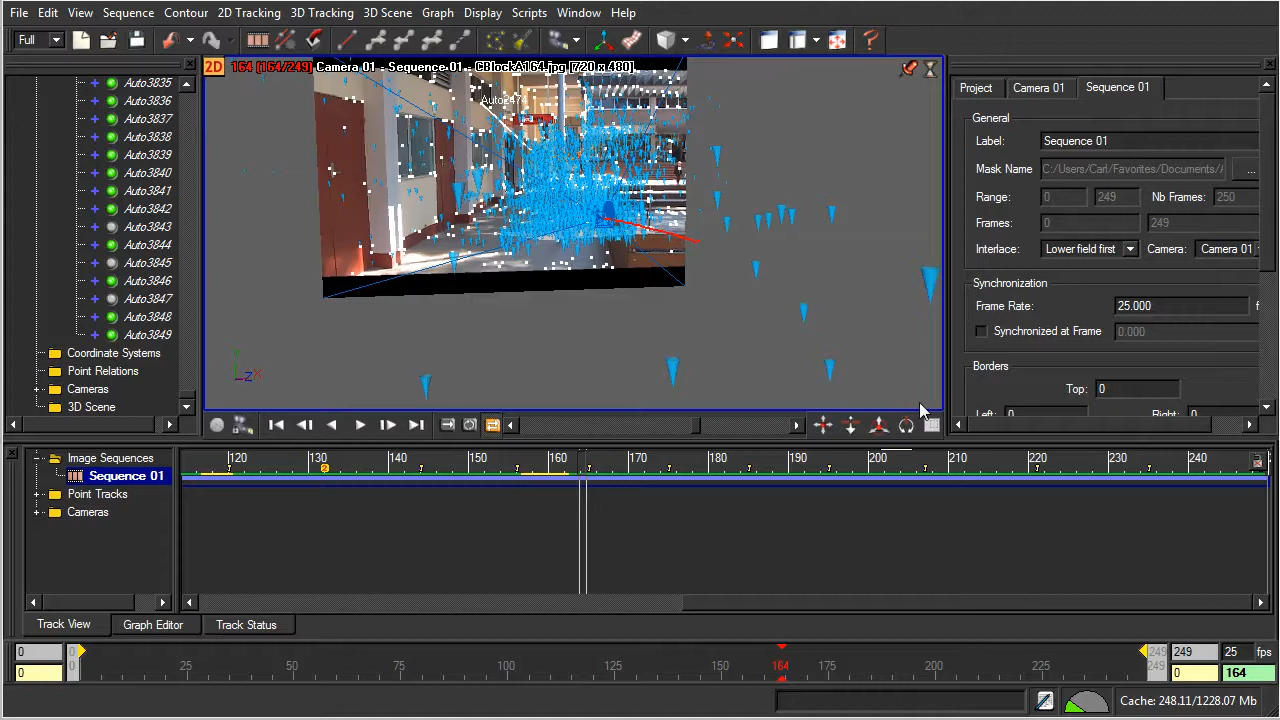 File Edit View Sequence Contour 2D Tracking 3D Tracking 3D Scene Graph Display Scripts Window Help
Full
2D 164 [164/249] Camera 01 - Sequence 01 - CBlockA164.jpg [720 x 480]
Auto2474
Auto3835
Auto3836
Auto3837
Auto3838
Auto3839
Auto3840
Auto3841
Auto3842
Auto3843
Auto3844
Auto3845
Auto3846
Auto3847
Auto3848
Auto3849
Coordinate Systems
Point Relations
Cameras
3D Scene
Y
Z X
Project Camera 01 Sequence 01
General
Label: Sequence 01
Mask Name C:/Users/Carl/Favorites/Documents/ ...
Range: 0 249 Nb Frames: 250
Frames: 0 249
Interlace: Lower field first Camera: Camera 01
Synchronization
Frame Rate: 25.000 f
Synchronized at Frame 0.000
Borders
Top: 0
Left: 0 Right: 0
Image Sequences
Sequence 01
Point Tracks
Cameras
120 130 140 150 160 170 180 190 200 210 220 230 240
2
Track View Graph Editor Track Status
0 0 249 249 25 fps
25 50 75 100 125 150 164 175 200 225
0 0 249 0 164
Cache: 248.11/1228.07 Mb